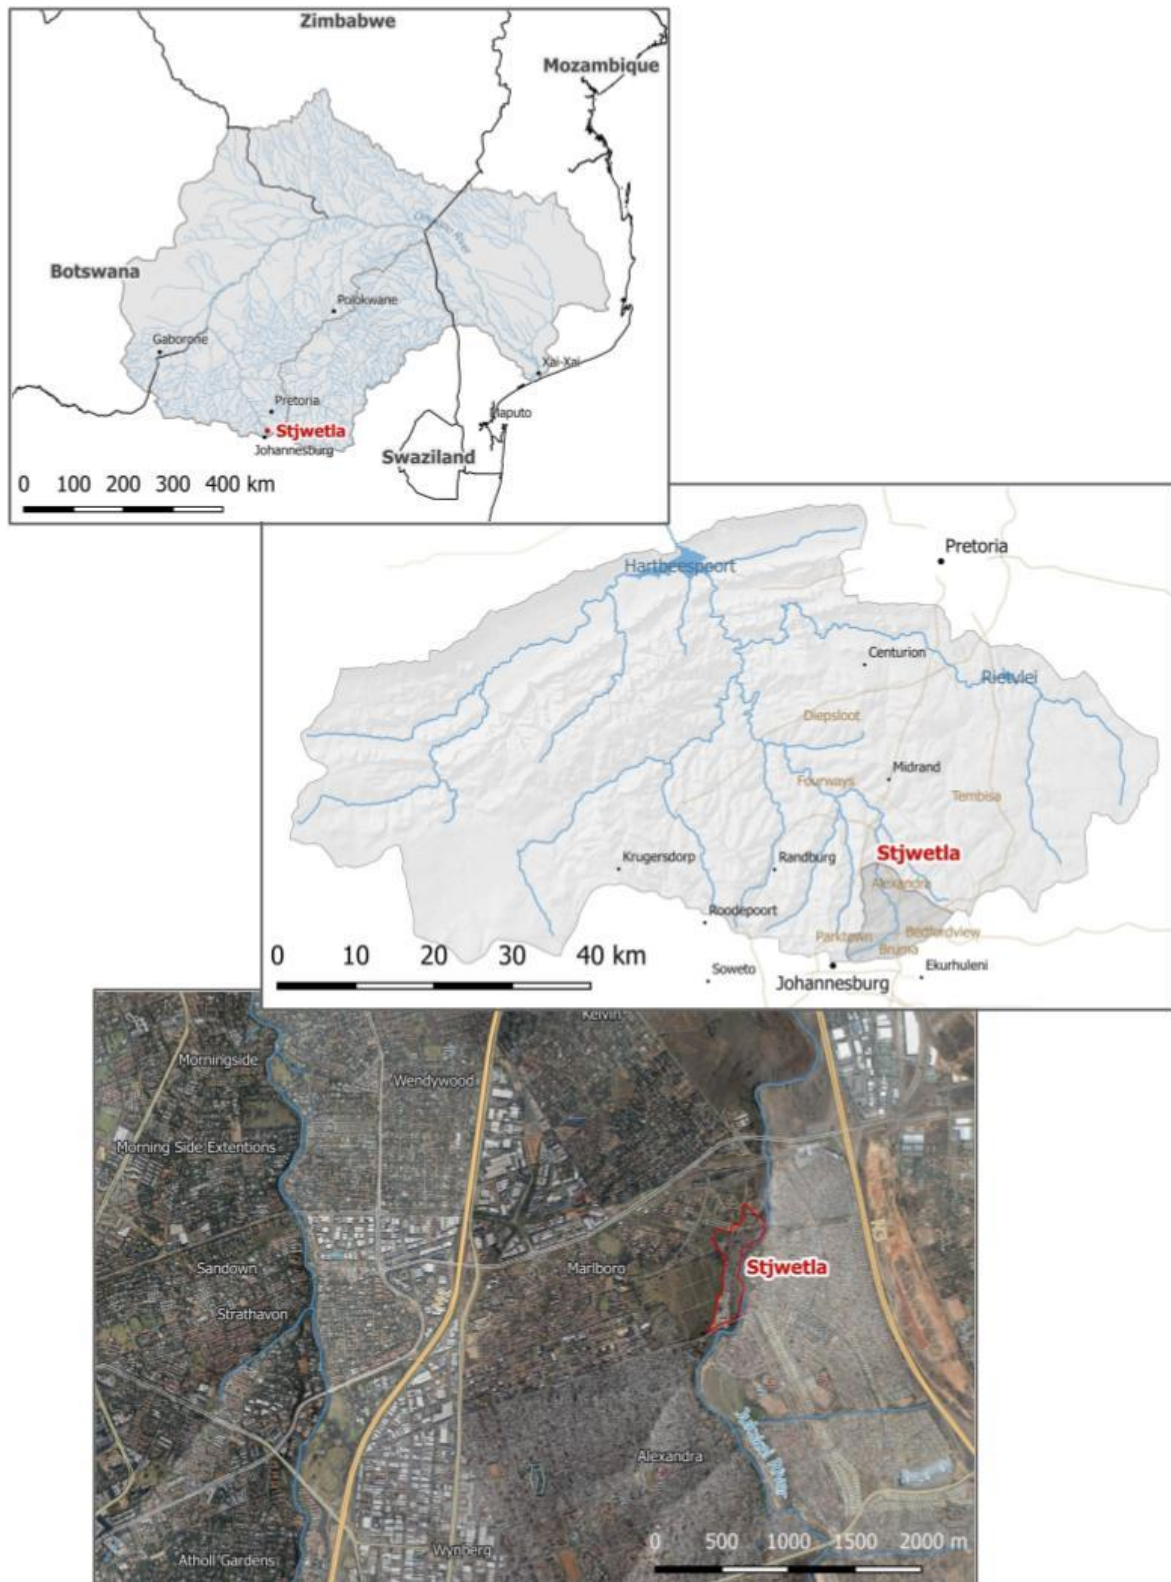 Zimbabwe
Mozambique
Botswana
Polokwane
Gaborone
Xai-Xai
Pretoria
Maputo
Stjwetla
Johannesburg
Swaziland
0 100 200 300 400 km
Pretoria
Hartbeespoort
Centurion
Rietvlei
Diepsloot
Midrand
Fourways
Tembisa
Stjwetla
Krugersdorp
Randburg
Alexandra
Roodepoort
Parktown
Bedfordview
Bruma
0 10 20 30 40 km
Soweto
Johannesburg
Ekurhuleni
Kelvin
Morningside
Wendywood
Morning Side Extentions
N3
Sandown
Marlboro
Stjwetla
Strathavon
Jukskei River
Alexandra
0 500 1000 1500 2000 m
Wynberg
Atholl Gardens